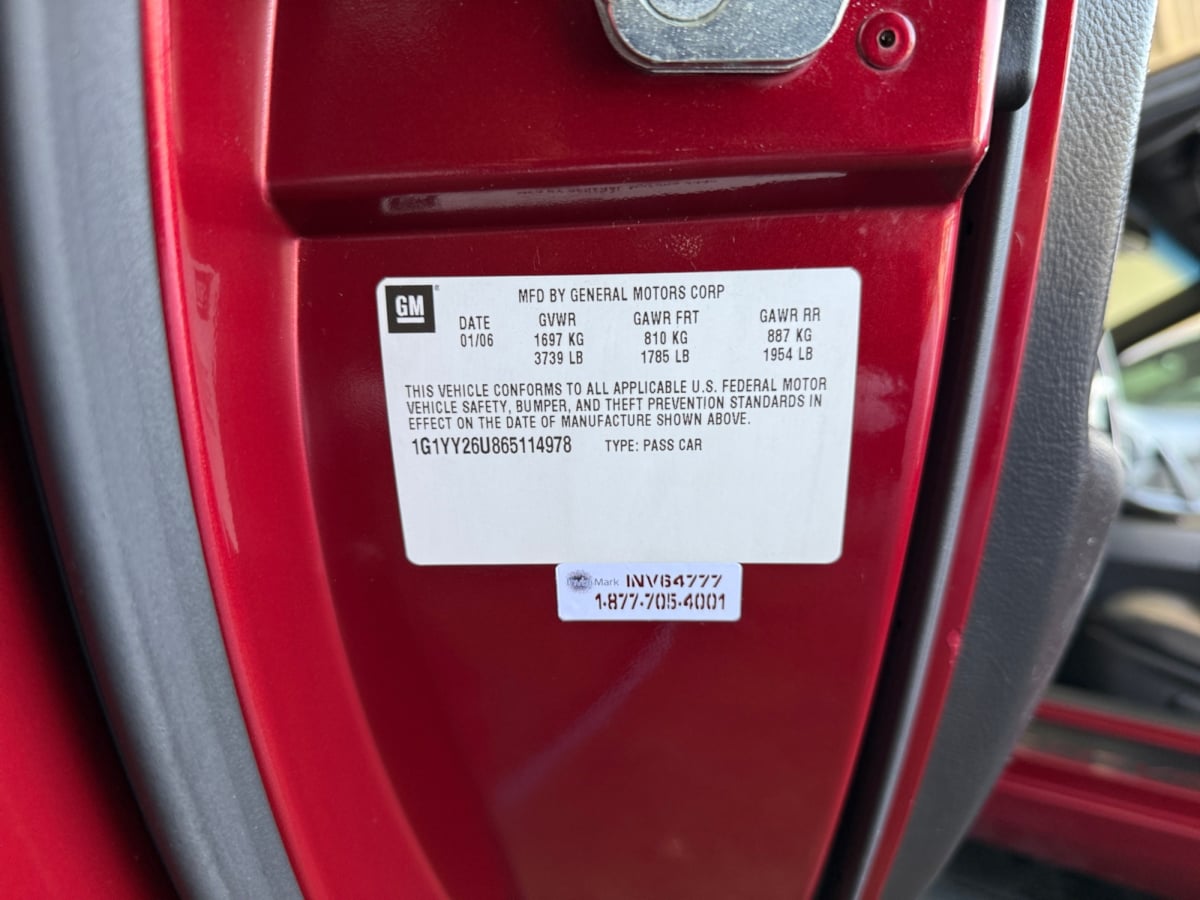 GM
MFD BY GENERAL MOTORS CORP
DATE GVWR GAWR FRT GAWR RR
01/06 1697 KG 810 KG 887 KG
3739 LB 1785 LB 1954 LB
THIS VEHICLE CONFORMS TO ALL APPLICABLE U.S. FEDERAL MOTOR
VEHICLE SAFETY, BUMPER, AND THEFT PREVENTION STANDARDS IN
EFFECT ON THE DATE OF MANUFACTURE SHOWN ABOVE.
1G1YY26U865114978 TYPE: PASS CAR
Mark INV64777
1-877-705-4001